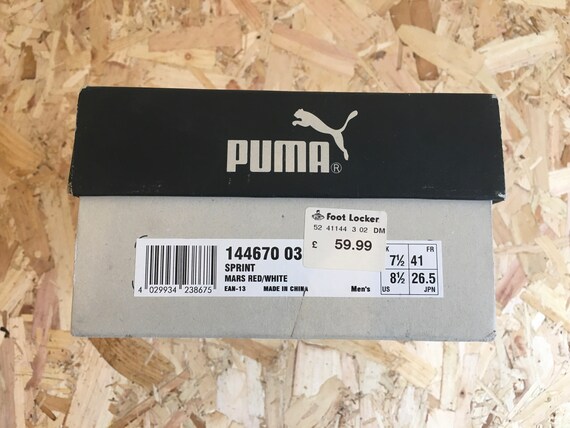 PUMA®
Foot Locker
52 41144 3 02 DM
£ 59.99
144670 03
SPRINT
MARS RED/WHITE
EAN-13 MADE IN CHINA Men's
4 029934 238675
K FR
7½ 41
8½ 26.5
US JPN